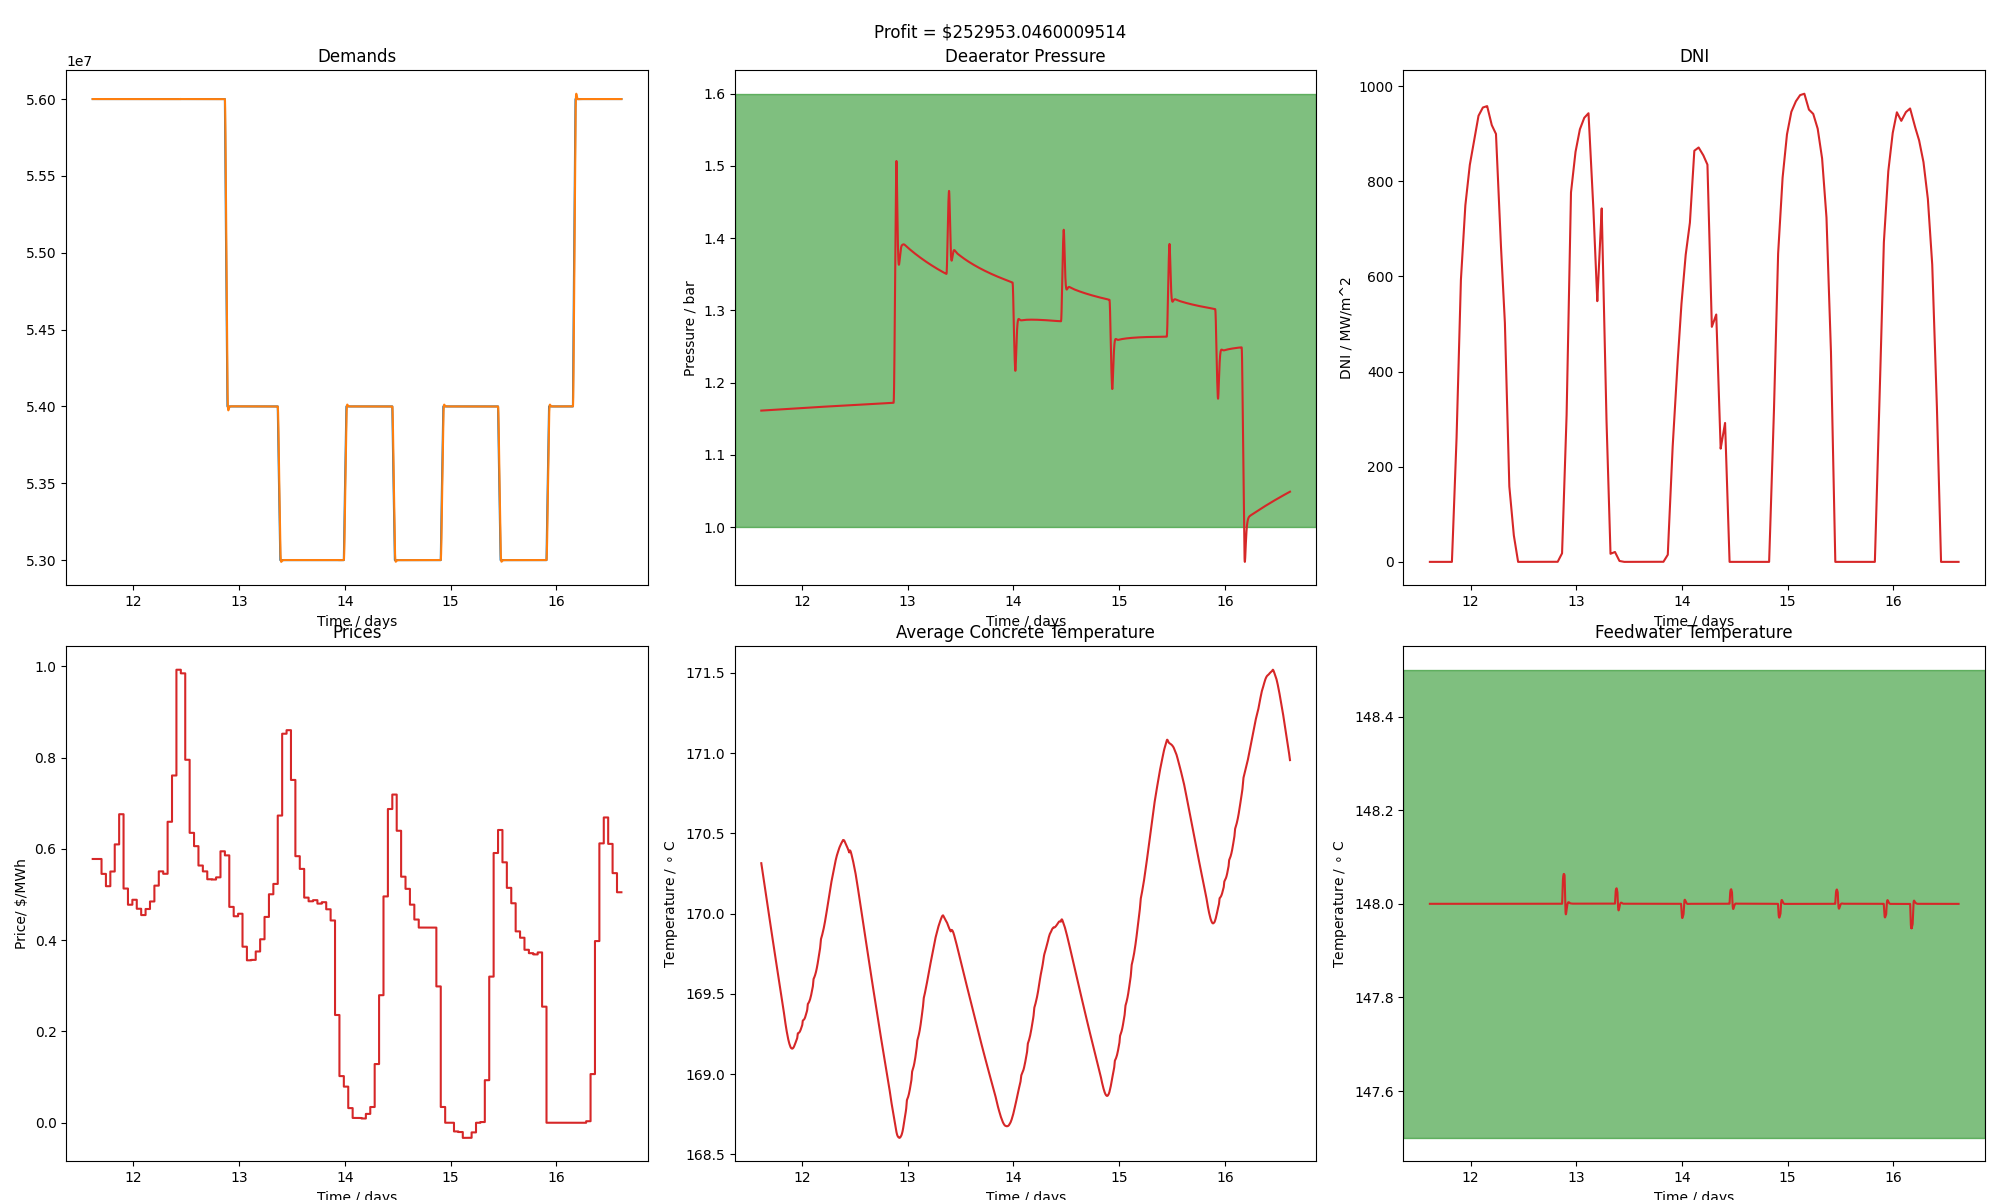 Profit = $252953.0460009514
Demands
1e7
5.60
5.55
5.50
5.45
5.40
5.35
5.30
12 13 14 15 16
Time / days
Deaerator Pressure
Pressure / bar
1.6
1.5
1.4
1.3
1.2
1.1
1.0
12 13 14 15 16
Time / days
DNI
DNI / MW/m^2
1000
800
600
400
200
0
12 13 14 15 16
Time / days
Prices
Price/ $/MWh
1.0
0.8
0.6
0.4
0.2
0.0
12 13 14 15 16
Time / days
Average Concrete Temperature
Temperature / ∘ C
171.5
171.0
170.5
170.0
169.5
169.0
168.5
12 13 14 15 16
Time / days
Feedwater Temperature
Temperature / ∘ C
148.4
148.2
148.0
147.8
147.6
12 13 14 15 16
Time / days